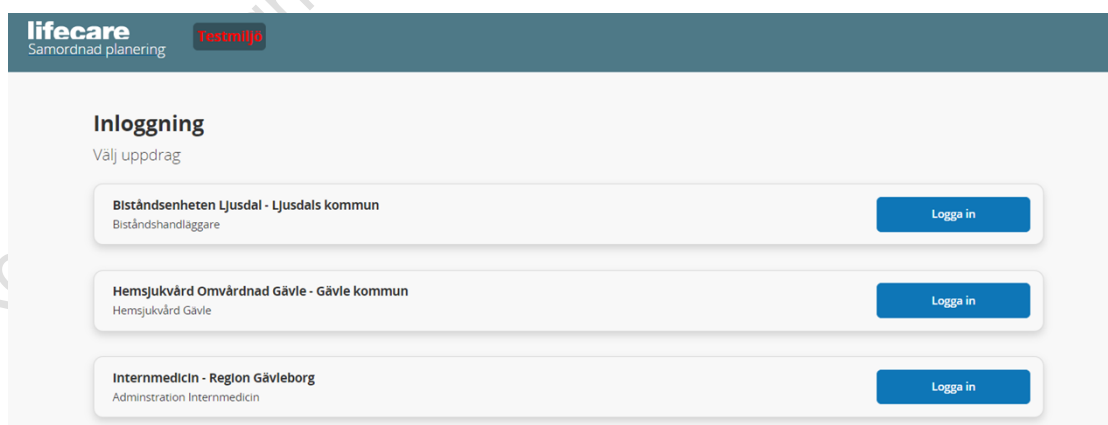 lifecare
Samordnad planering
Testmiljö
Inloggning
Välj uppdrag
Biståndsenheten Ljusdal - Ljusdals kommun
Biståndshandläggare
Logga in
Hemsjukvård Omvårdnad Gävle - Gävle kommun
Hemsjukvård Gävle
Logga in
Internmedicin - Region Gävleborg
Adminstration Internmedicin
Logga in